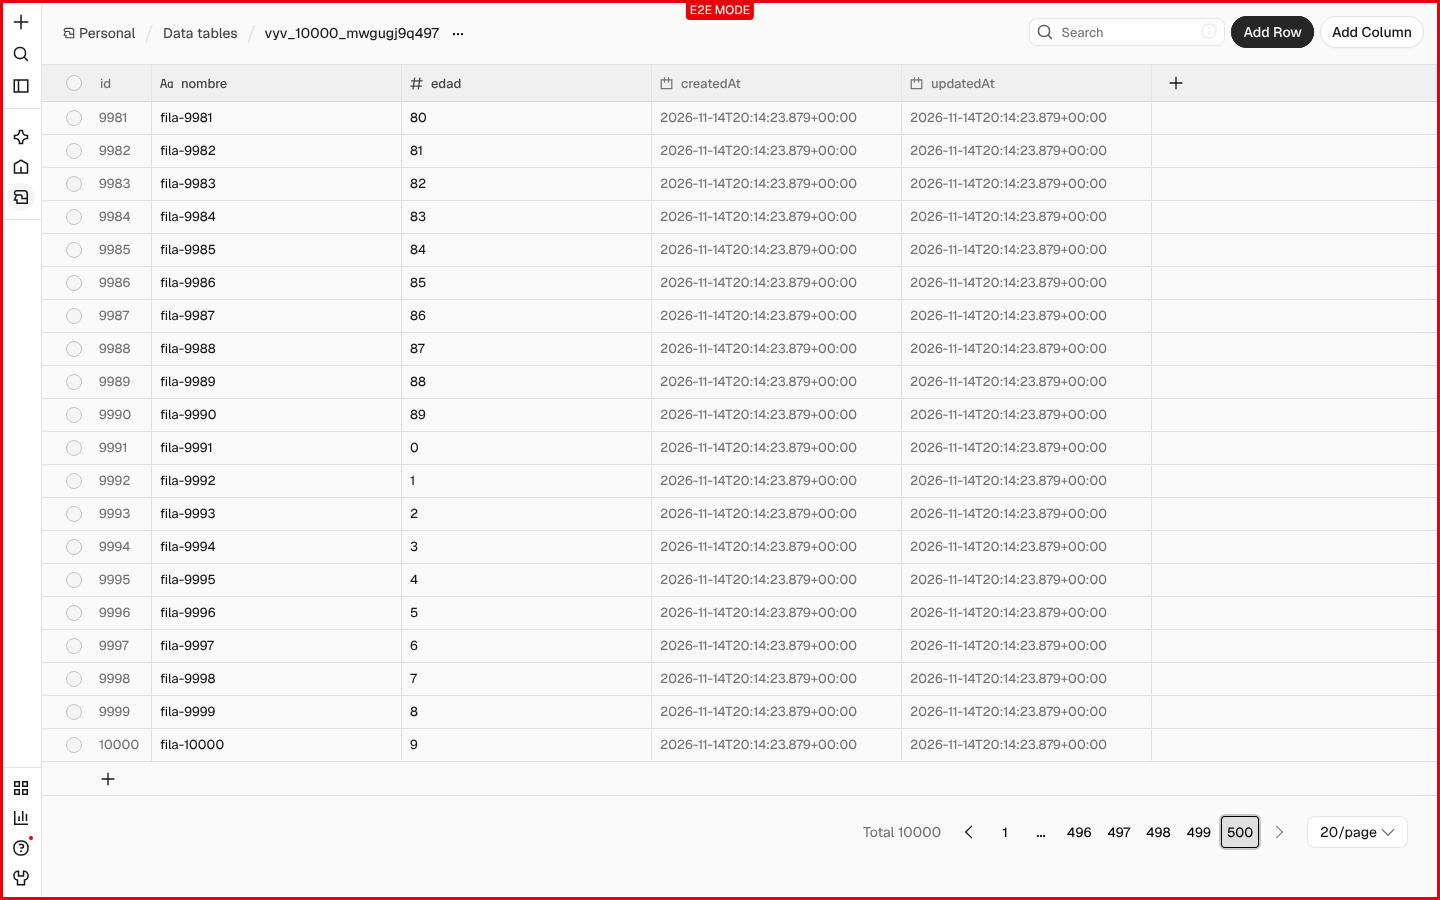 E2E MODE
Personal / Data tables / vyv_10000_mwgugj9q497 ...
Search
Add Row
Add Column
id Aa nombre edad createdAt updatedAt
9981 fila-9981 80 2026-11-14T20:14:23.879+00:00 2026-11-14T20:14:23.879+00:00
9982 fila-9982 81 2026-11-14T20:14:23.879+00:00 2026-11-14T20:14:23.879+00:00
9983 fila-9983 82 2026-11-14T20:14:23.879+00:00 2026-11-14T20:14:23.879+00:00
9984 fila-9984 83 2026-11-14T20:14:23.879+00:00 2026-11-14T20:14:23.879+00:00
9985 fila-9985 84 2026-11-14T20:14:23.879+00:00 2026-11-14T20:14:23.879+00:00
9986 fila-9986 85 2026-11-14T20:14:23.879+00:00 2026-11-14T20:14:23.879+00:00
9987 fila-9987 86 2026-11-14T20:14:23.879+00:00 2026-11-14T20:14:23.879+00:00
9988 fila-9988 87 2026-11-14T20:14:23.879+00:00 2026-11-14T20:14:23.879+00:00
9989 fila-9989 88 2026-11-14T20:14:23.879+00:00 2026-11-14T20:14:23.879+00:00
9990 fila-9990 89 2026-11-14T20:14:23.879+00:00 2026-11-14T20:14:23.879+00:00
9991 fila-9991 0 2026-11-14T20:14:23.879+00:00 2026-11-14T20:14:23.879+00:00
9992 fila-9992 1 2026-11-14T20:14:23.879+00:00 2026-11-14T20:14:23.879+00:00
9993 fila-9993 2 2026-11-14T20:14:23.879+00:00 2026-11-14T20:14:23.879+00:00
9994 fila-9994 3 2026-11-14T20:14:23.879+00:00 2026-11-14T20:14:23.879+00:00
9995 fila-9995 4 2026-11-14T20:14:23.879+00:00 2026-11-14T20:14:23.879+00:00
9996 fila-9996 5 2026-11-14T20:14:23.879+00:00 2026-11-14T20:14:23.879+00:00
9997 fila-9997 6 2026-11-14T20:14:23.879+00:00 2026-11-14T20:14:23.879+00:00
9998 fila-9998 7 2026-11-14T20:14:23.879+00:00 2026-11-14T20:14:23.879+00:00
9999 fila-9999 8 2026-11-14T20:14:23.879+00:00 2026-11-14T20:14:23.879+00:00
10000 fila-10000 9 2026-11-14T20:14:23.879+00:00 2026-11-14T20:14:23.879+00:00
Total 10000 1 ... 496 497 498 499 500 20/page